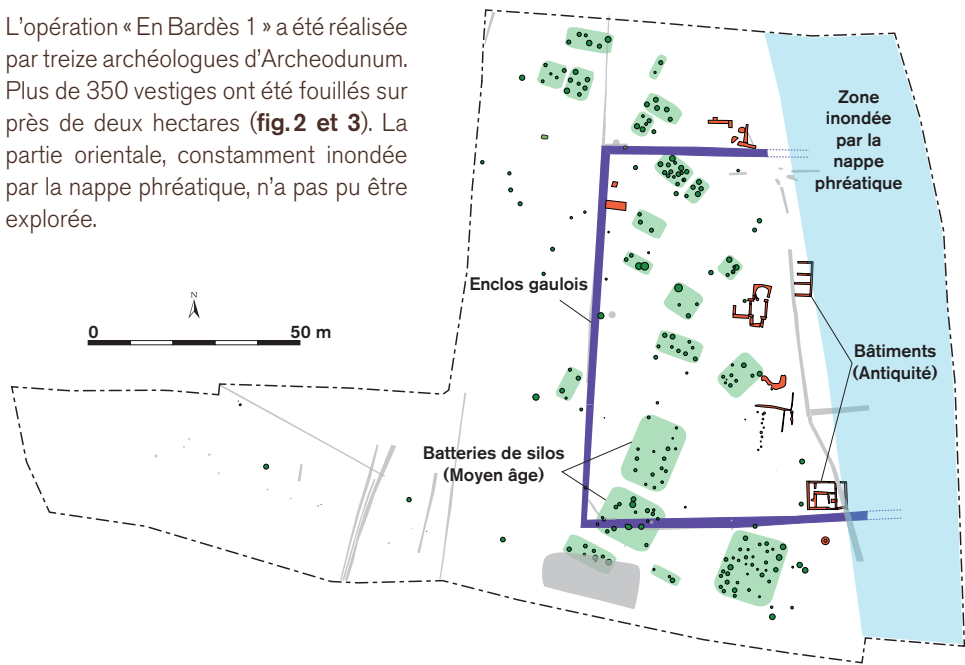 L'opération « En Bardès 1 » a été réalisée
par treize archéologues d'Archeodunum.
Plus de 350 vestiges ont été fouillés sur
près de deux hectares (fig. 2 et 3). La
partie orientale, constamment inondée
par la nappe phréatique, n'a pas pu être
explorée.
Zone
inondée
par la
nappe
phréatique
Enclos gaulois
N
0 50 m
Bâtiments
(Antiquité)
Batteries de silos
(Moyen âge)